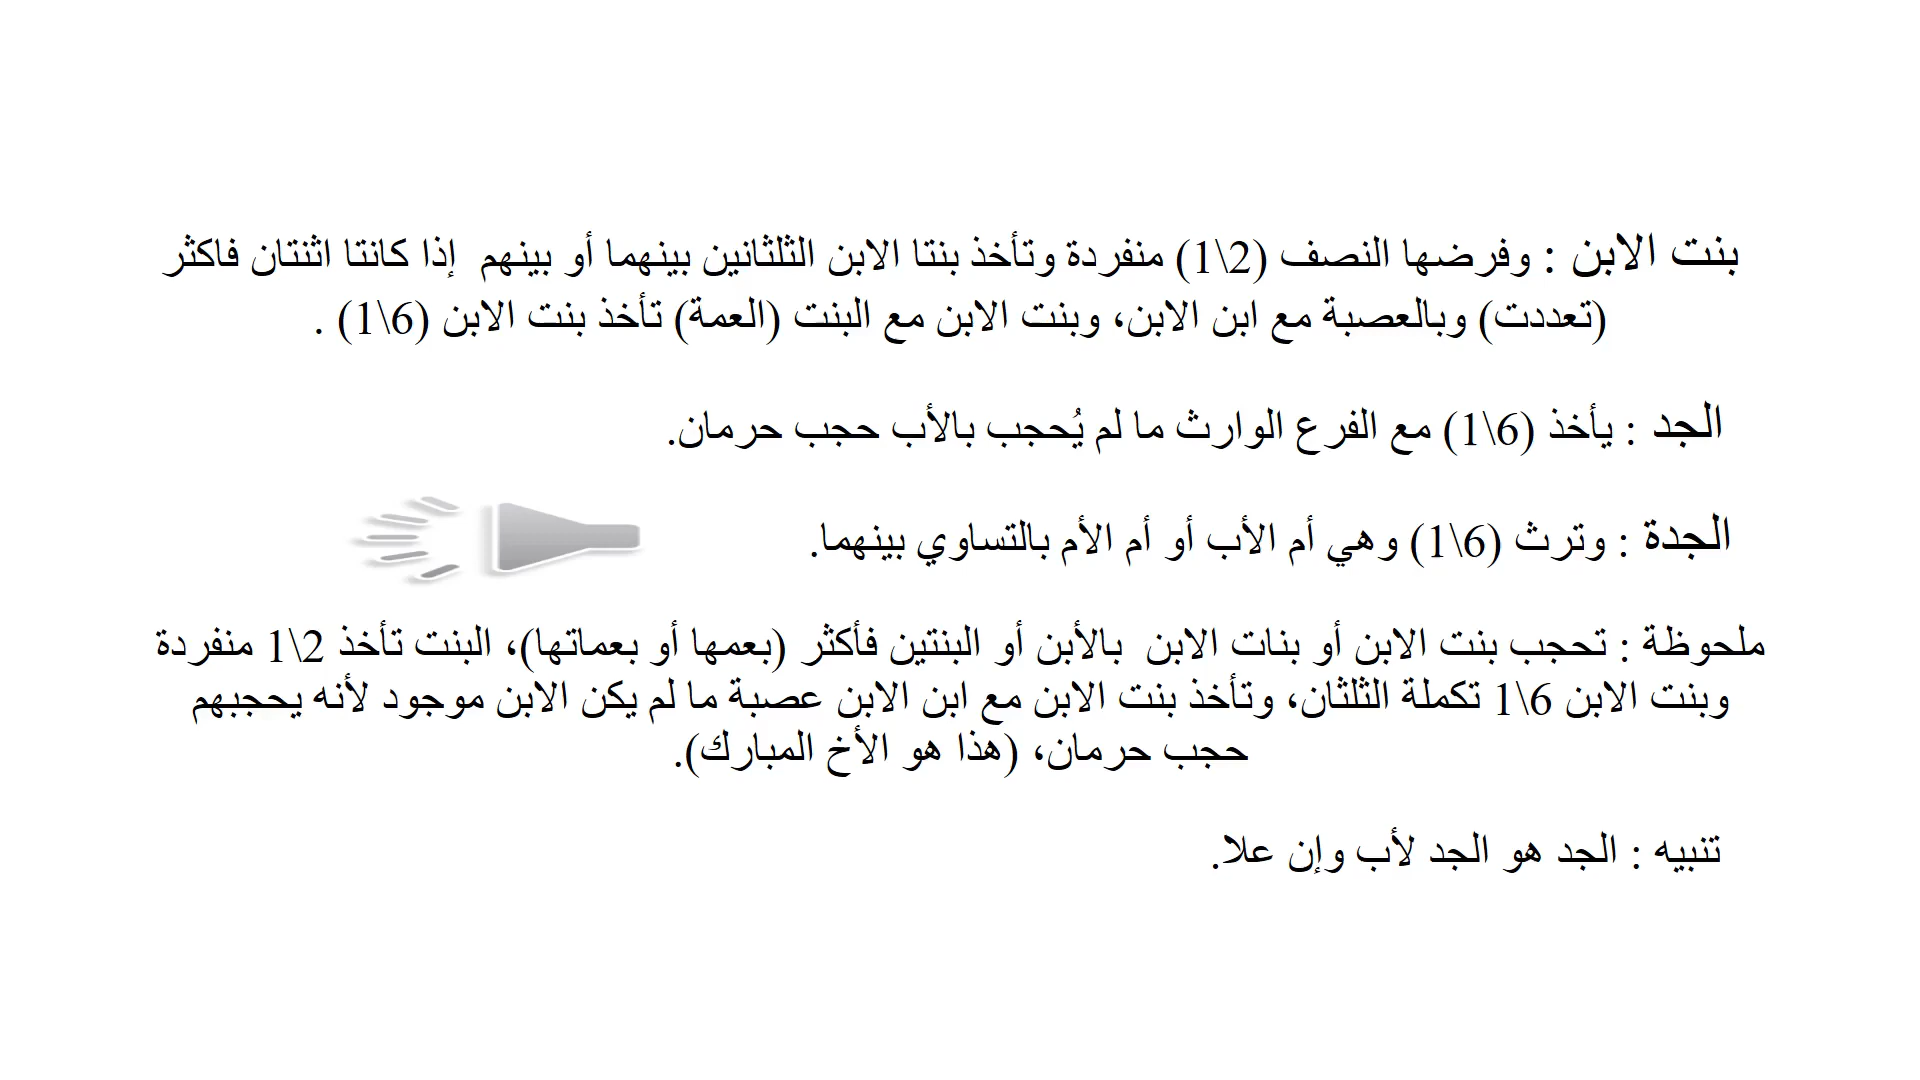 بنت الابن : وفرضها النصف (2\1) منفردة وتأخذ بنتا الابن الثلثانين بينهما أو بينهم إذا كانتا اثنتان فاكثر
(تعددت) وبالعصبة مع ابن الابن، وبنت الابن مع البنت (العمة) تأخذ بنت الابن (6\1) .
الجد : يأخذ (6\1) مع الفرع الوارث ما لم يُحجب بالأب حجب حرمان.
الجدة : وترث (6\1) وهي أم الأب أو أم الأم بالتساوي بينهما.
ملحوظة : تحجب بنت الابن أو بنات الابن بالأبن أو البنتين فأكثر (بعمها أو بعماتها)، البنت تأخذ 2\1 منفردة
وبنت الابن 6\1 تكملة الثلثان، وتأخذ بنت الابن مع ابن الابن عصبة ما لم يكن الابن موجود لأنه يحجبهم
حجب حرمان، (هذا هو الأخ المبارك).
تنبيه : الجد هو الجد لأب وإن علا.